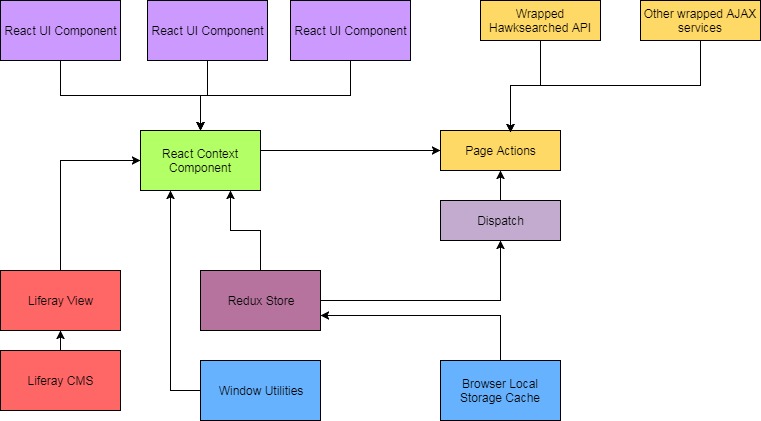 React UI Component
React UI Component
React UI Component
Wrapped
Hawksearched API
Other wrapped AJAX
services
React Context
Component
Page Actions
Dispatch
Liferay View
Redux Store
Liferay CMS
Window Utilities
Browser Local
Storage Cache